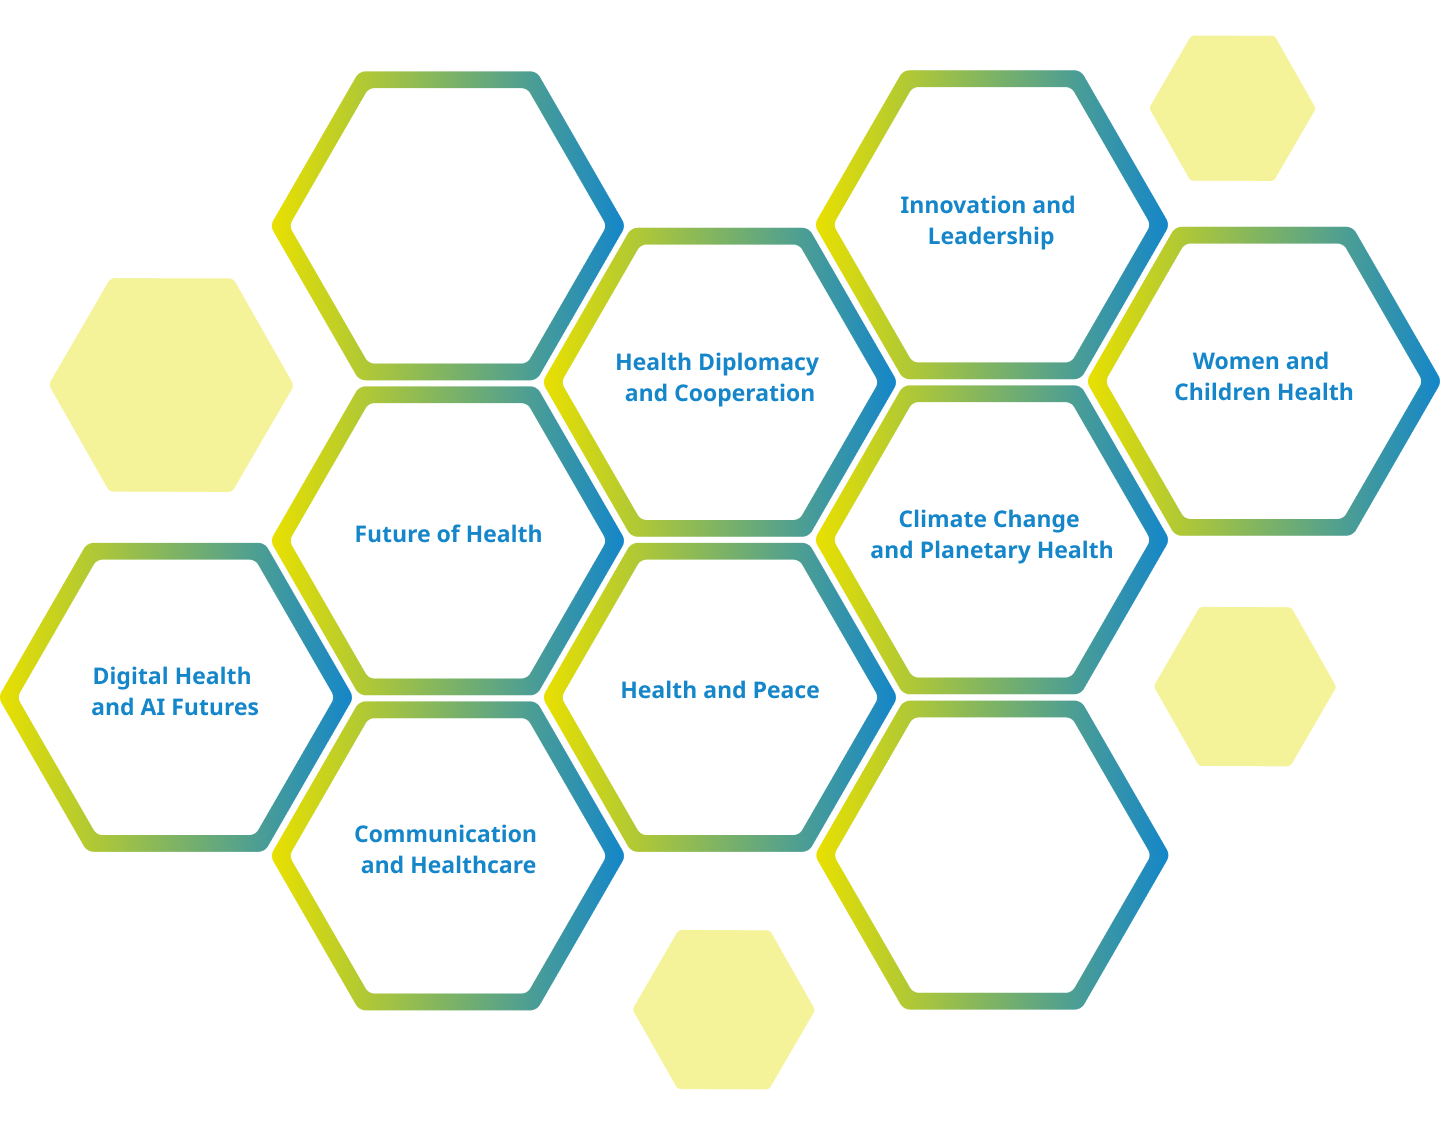 Innovation and
Leadership
Health Diplomacy
and Cooperation
Women and
Children Health
Future of Health
Climate Change
and Planetary Health
Digital Health
and AI Futures
Health and Peace
Communication
and Healthcare